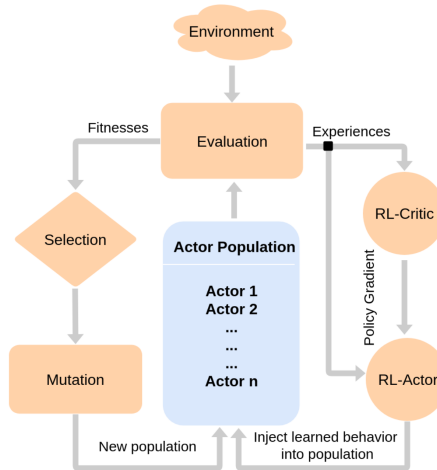 Environment
Fitnesses
Evaluation
Experiences
Selection
Actor Population
RL-Critic
Actor 1
Actor 2
...
...
...
Actor n
Policy Gradient
Mutation
RL-Actor
New population
Inject learned behavior
into population